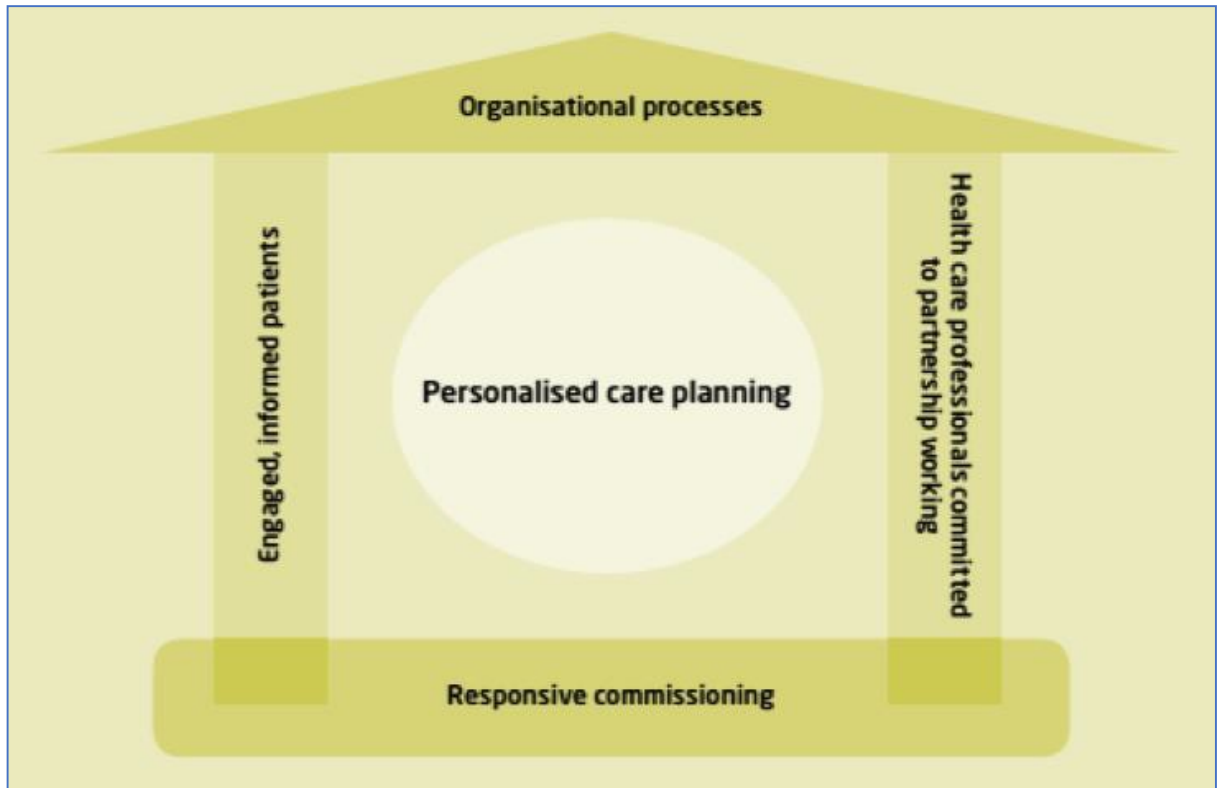 Organisational processes
Engaged, informed patients
Personalised care planning
Health care professionals committed
to partnership working
Responsive commissioning